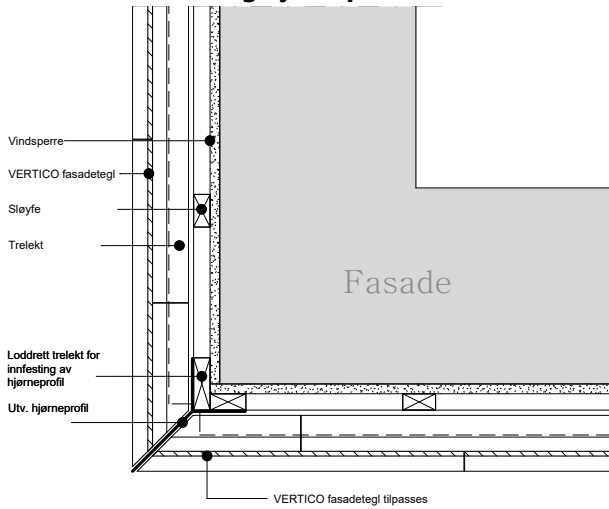 Vindsperre
VERTICO fasadetegl
Sløyfe
Trelekt
Fasade
Loddrett trelekt for
innfesting av
hjørneprofil
Utv. hjørneprofil
VERTICO fasadetegl tilpasses